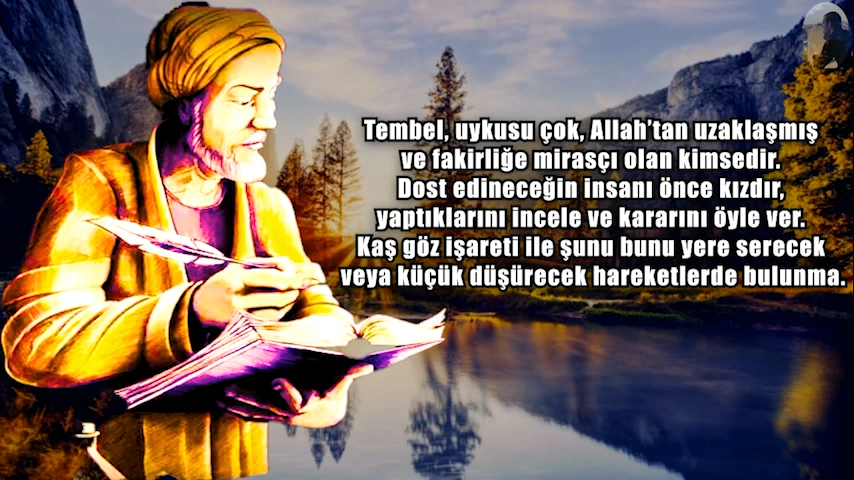 Tembel, uykusu çok, Allah’tan uzaklaşmış
ve fakirliğe mirasçı olan kimsedir.
Dost edineceğin insanı önce kızdır,
yaptıklarını incele ve kararını öyle ver.
Kaş göz işareti ile şunu bunu yere serecek
veya küçük düşürecek hareketlerde bulunma.